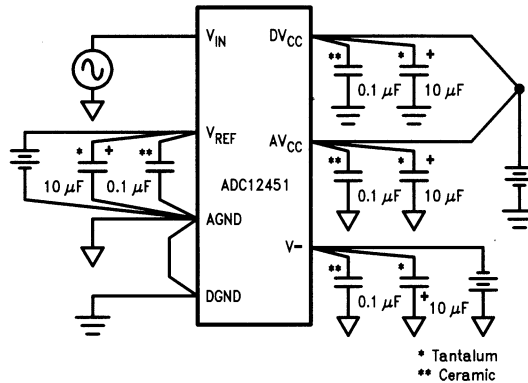 V_IN
DV_CC
** * +
0.1 μF 10 μF
V_REF
* + **
10 μF 0.1 μF
AV_CC
** * +
0.1 μF 10 μF
ADC12451
AGND
V−
** *
0.1 μF + 10 μF
DGND
* Tantalum
** Ceramic